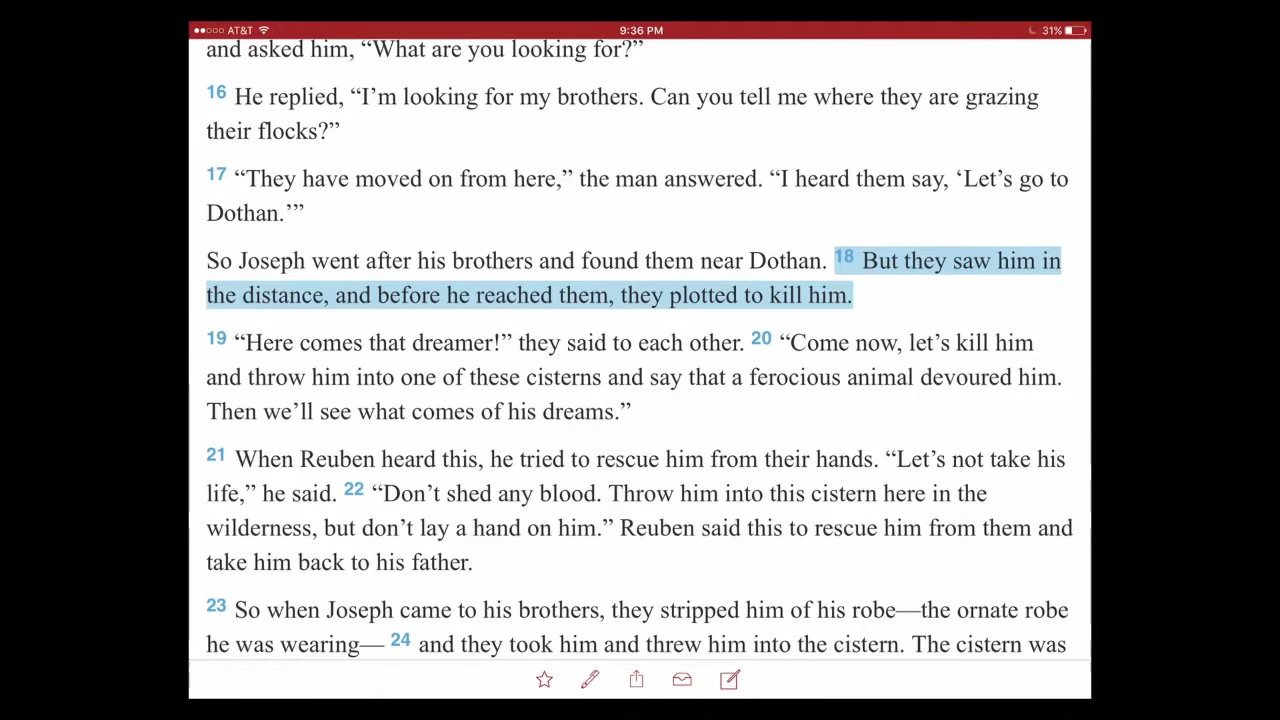 AT&T 9:36 PM 31%
and asked him, “What are you looking for?”
16 He replied, “I’m looking for my brothers. Can you tell me where they are grazing
their flocks?”
17 “They have moved on from here,” the man answered. “I heard them say, ‘Let’s go to
Dothan.’”
So Joseph went after his brothers and found them near Dothan. 18 But they saw him in
the distance, and before he reached them, they plotted to kill him.
19 “Here comes that dreamer!” they said to each other. 20 “Come now, let’s kill him
and throw him into one of these cisterns and say that a ferocious animal devoured him.
Then we’ll see what comes of his dreams.”
21 When Reuben heard this, he tried to rescue him from their hands. “Let’s not take his
life,” he said. 22 “Don’t shed any blood. Throw him into this cistern here in the
wilderness, but don’t lay a hand on him.” Reuben said this to rescue him from them and
take him back to his father.
23 So when Joseph came to his brothers, they stripped him of his robe—the ornate robe
he was wearing— 24 and they took him and threw him into the cistern. The cistern was